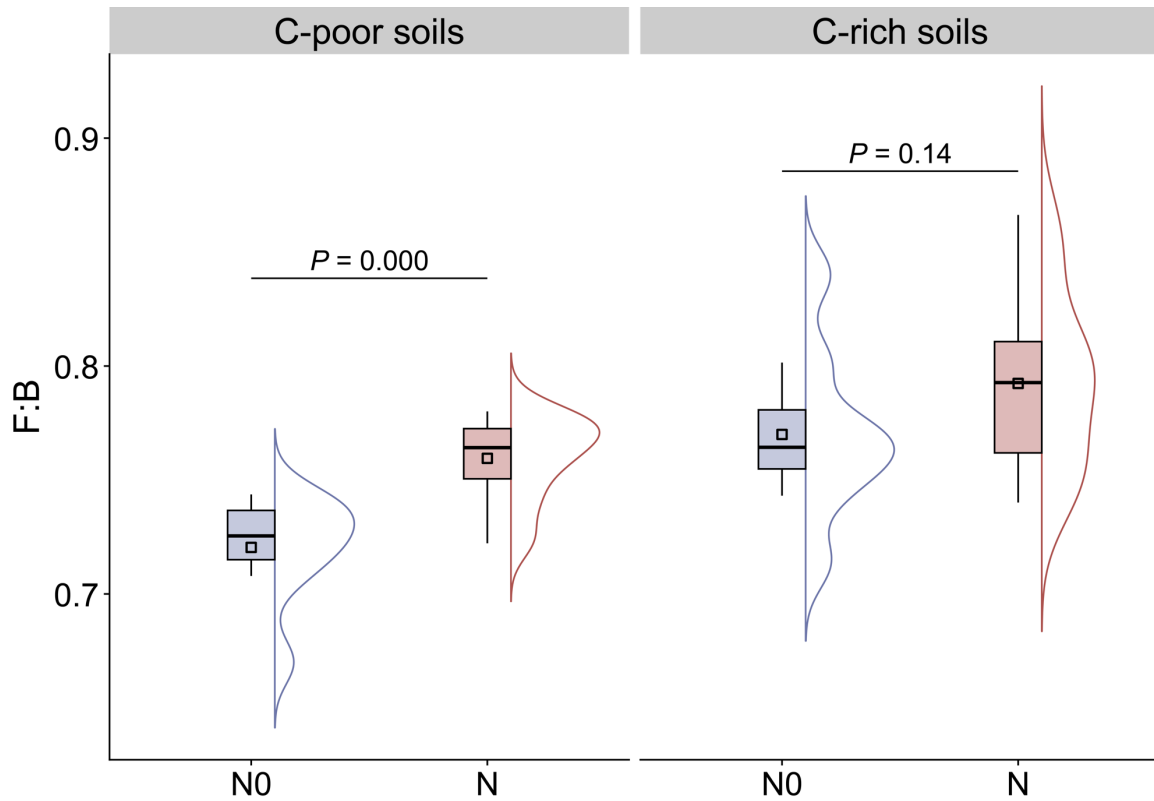 C-poor soils
C-rich soils
F:B
0.9
0.8
0.7
P = 0.000
P = 0.14
N0
N
N0
N